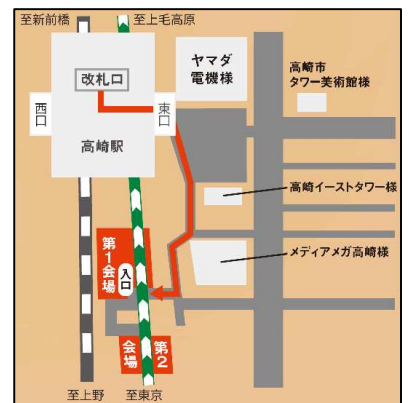 至新前橋
至上毛高原
改札口
西口
東口
高崎駅
ヤマダ
電機様
高崎市
タワー美術館様
高崎イーストタワー様
メディアメガ高崎様
第1会場
入口
第2
会場
至上野
至東京